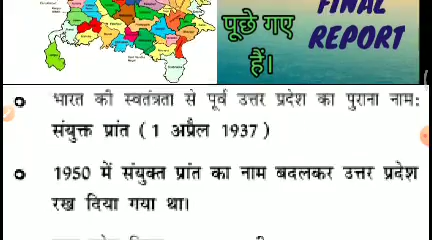 पूछे गए
हैं।
FINAL
REPORT
भारत की स्वतंत्रता से पूर्व उत्तर प्रदेश का पुराना नाम:
संयुक्त प्रांत ( 1 अप्रैल 1937 )
1950 में संयुक्त प्रांत का नाम बदलकर उत्तर प्रदेश
रख दिया गया था।